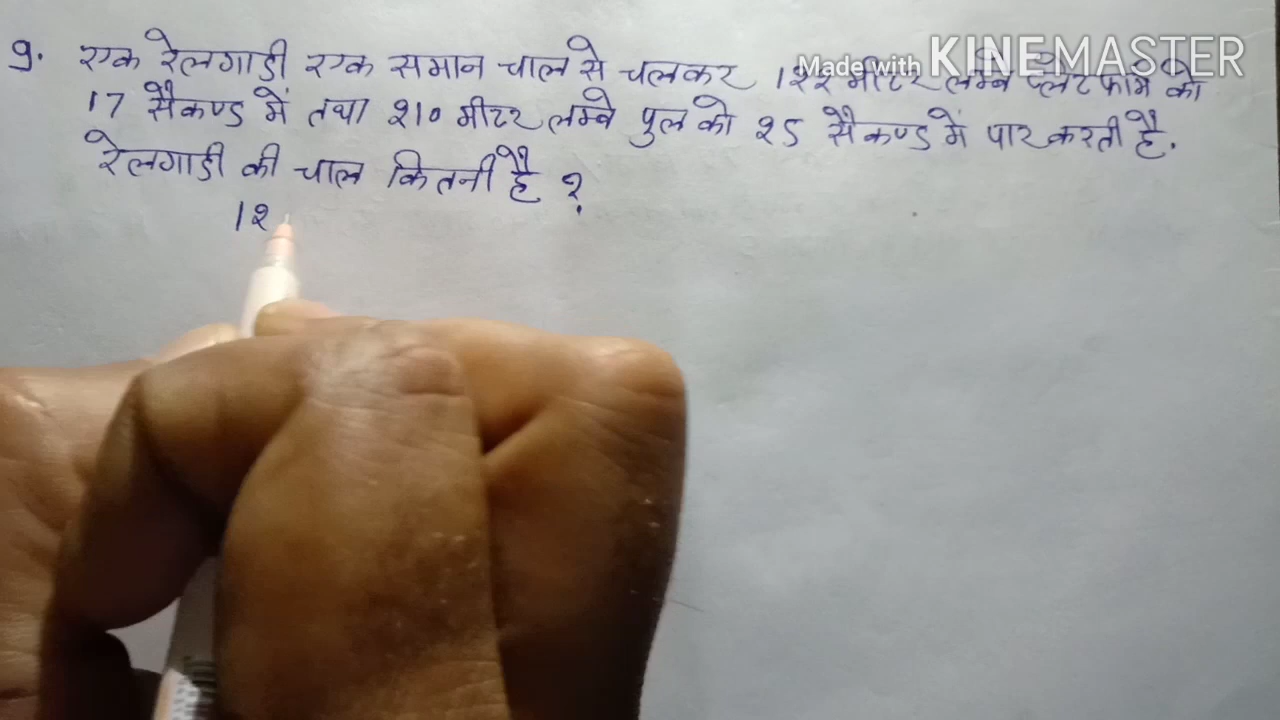 9. एक रेलगाडी एक समान चाल से चलकर 122 मीटर लम्बे प्लेटफार्म को
Made with KINEMASTER
17 सैकण्ड में तथा 210 मीटर लम्बे पुल को 25 सैकण्ड में पार करती है.
रेलगाडी की चाल कितनी है ?
12